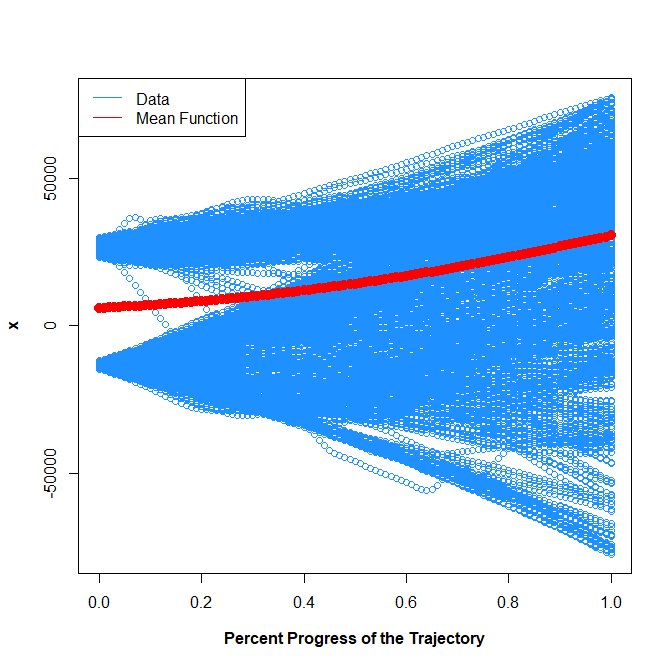 Data
Mean Function
50000
0
-50000
x
0.0 0.2 0.4 0.6 0.8 1.0
Percent Progress of the Trajectory